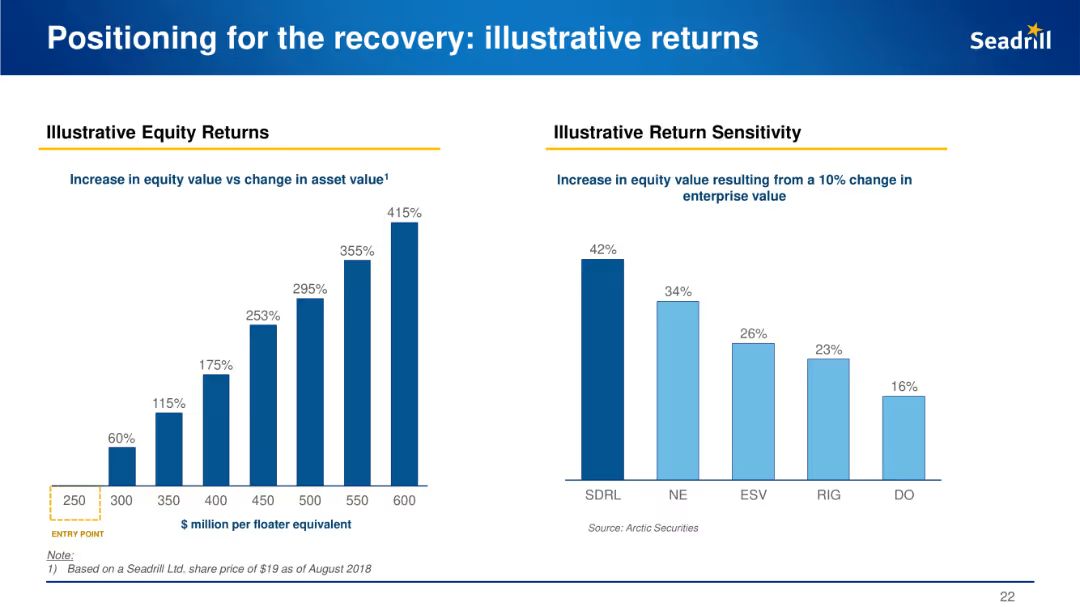 Positioning for the recovery: illustrative returns
Seadrill
Illustrative Equity Returns
Increase in equity value vs change in asset value1
415%
355%
295%
253%
175%
115%
60%
250 300 350 400 450 500 550 600
$ million per floater equivalent
ENTRY POINT
Illustrative Return Sensitivity
Increase in equity value resulting from a 10% change in
enterprise value
42%
34%
26%
23%
16%
SDRL NE ESV RIG DO
Source: Arctic Securities
Note:
1) Based on a Seadrill Ltd. share price of $19 as of August 2018
22